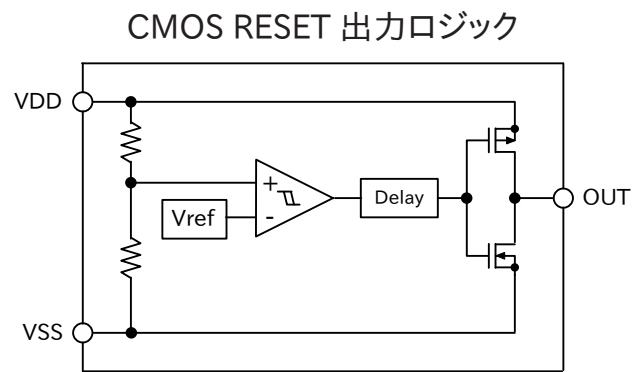 CMOS RESET 出力ロジック
VDD
+
Vref
-
Delay
OUT
VSS